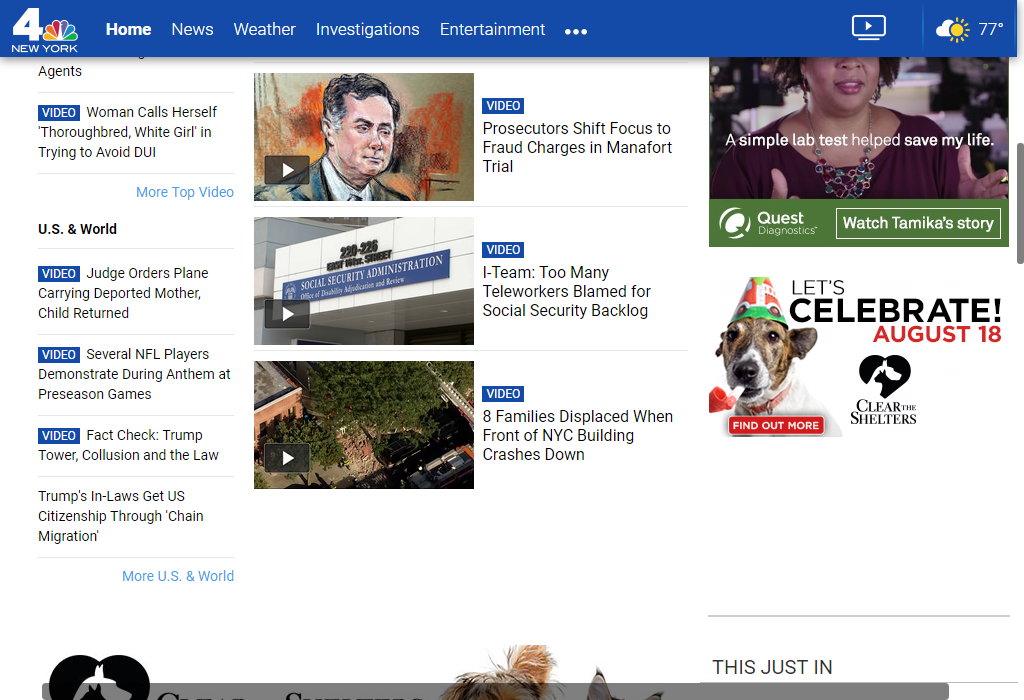 4
NEW YORK
Home News Weather Investigations Entertainment
77°
Agents
VIDEO Woman Calls Herself
'Thoroughbred, White Girl' in
Trying to Avoid DUI
More Top Video
U.S. & World
VIDEO Judge Orders Plane
Carrying Deported Mother,
Child Returned
VIDEO Several NFL Players
Demonstrate During Anthem at
Preseason Games
VIDEO Fact Check: Trump
Tower, Collusion and the Law
Trump's In-Laws Get US
Citizenship Through 'Chain
Migration'
More U.S. & World
VIDEO
Prosecutors Shift Focus to
Fraud Charges in Manafort
Trial
220-226
EAST 161st STREET
SOCIAL SECURITY ADMINISTRATION
Office of Disability Adjudication and Review
VIDEO
I-Team: Too Many
Teleworkers Blamed for
Social Security Backlog
VIDEO
8 Families Displaced When
Front of NYC Building
Crashes Down
A simple lab test helped save my life.
Quest
Diagnostics™
Watch Tamika's story
LET'S
CELEBRATE!
AUGUST 18
CLEAR THE
SHELTERS
FIND OUT MORE
THIS JUST IN